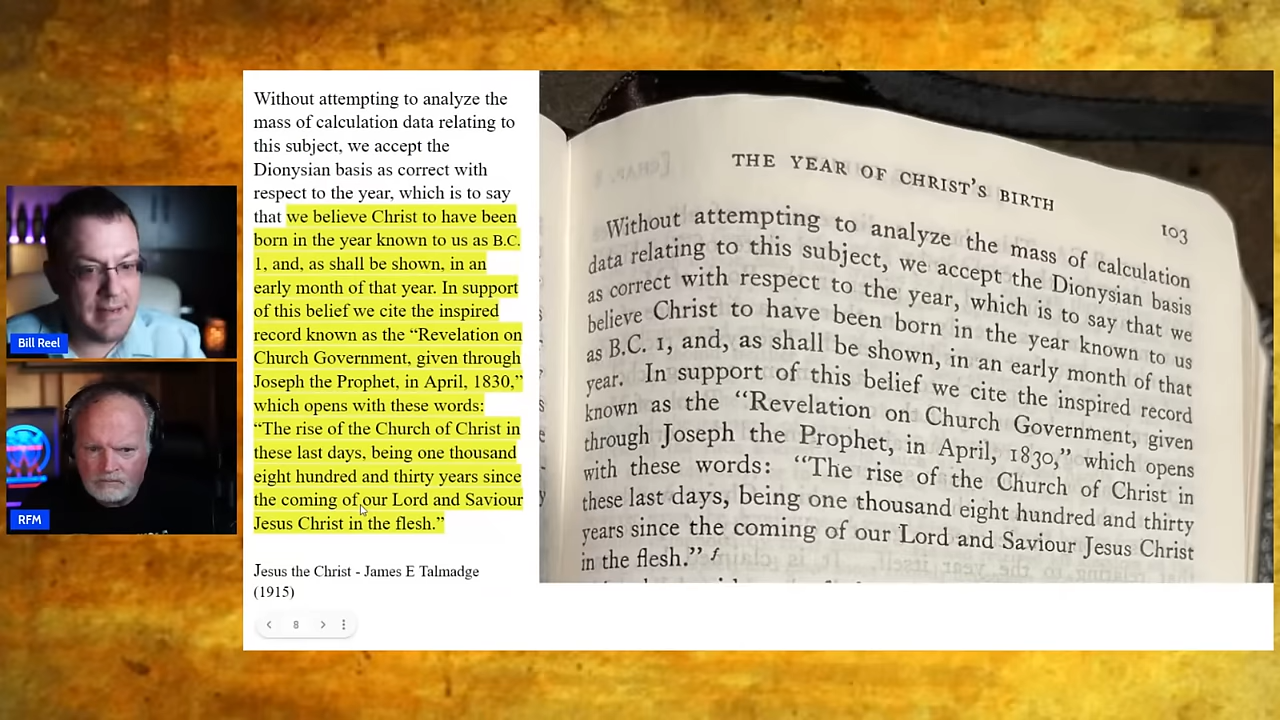 Without attempting to analyze the
mass of calculation data relating to
this subject, we accept the
Dionysian basis as correct with
respect to the year, which is to say
that we believe Christ to have been
born in the year known to us as B.C.
1, and, as shall be shown, in an
early month of that year. In support
of this belief we cite the inspired
record known as the “Revelation on
Church Government, given through
Joseph the Prophet, in April, 1830,”
which opens with these words:
“The rise of the Church of Christ in
these last days, being one thousand
eight hundred and thirty years since
the coming of our Lord and Saviour
Jesus Christ in the flesh.”
Jesus the Christ - James E Talmadge
(1915)
8
THE YEAR OF CHRIST'S BIRTH
103
Without attempting to analyze the mass of calculation
data relating to this subject, we accept the Dionysian basis
as correct with respect to the year, which is to say that we
believe Christ to have been born in the year known to us
as B.C. 1, and, as shall be shown, in an early month of that
year. In support of this belief we cite the inspired record
known as the “Revelation on Church Government, given
through Joseph the Prophet, in April, 1830,” which opens
with these words: “The rise of the Church of Christ in
these last days, being one thousand eight hundred and thirty
years since the coming of our Lord and Saviour Jesus Christ
in the flesh.” f
Bill Reel
RFM